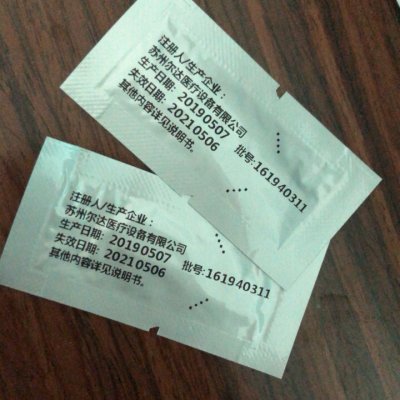 注册人/生产企业：
苏州尔达医疗设备有限公司
生产日期：20190507
失效日期：20210506 批号:161940311
其他内容详见说明书。
注册人/生产企业：
苏州尔达医疗设备有限公司
生产日期：20190507
失效日期：20210506 批号:161940311
其他内容详见说明书。